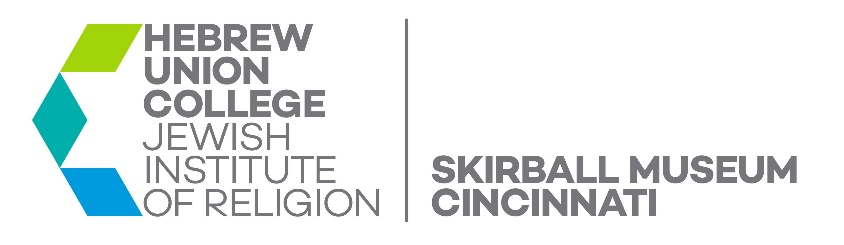 HEBREW
UNION
COLLEGE
JEWISH
INSTITUTE
OF RELIGION
SKIRBALL MUSEUM
CINCINNATI